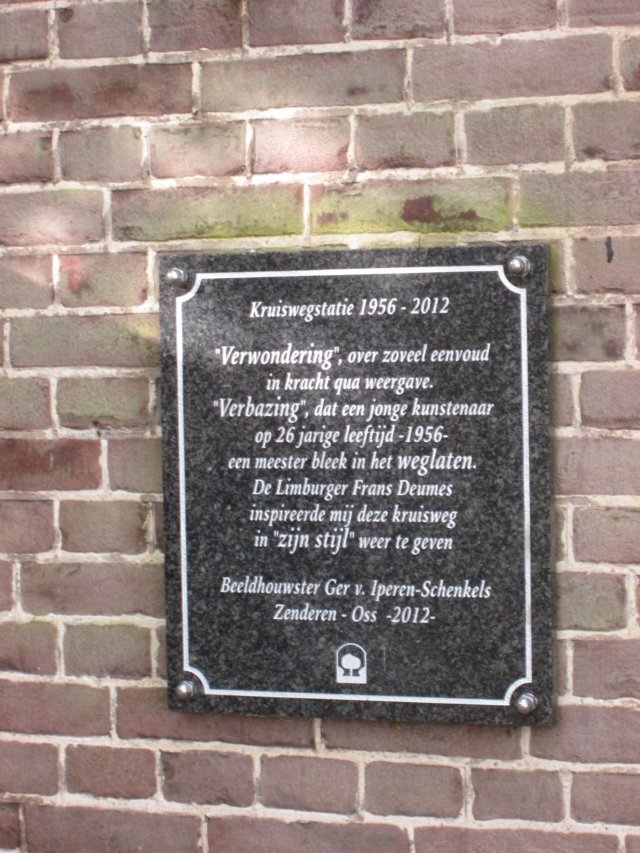 Kruiswegstatie 1956 - 2012
"Verwondering", over zoveel eenvoud
in kracht qua weergave.
"Verbazing", dat een jonge kunstenaar
op 26 jarige leeftijd -1956-
een meester bleek in het weglaten.
De Limburger Frans Deumes
inspireerde mij deze kruisweg
in "zijn stijl" weer te geven
Beeldhouwster Ger v. Iperen-Schenkels
Zenderen - Oss -2012-